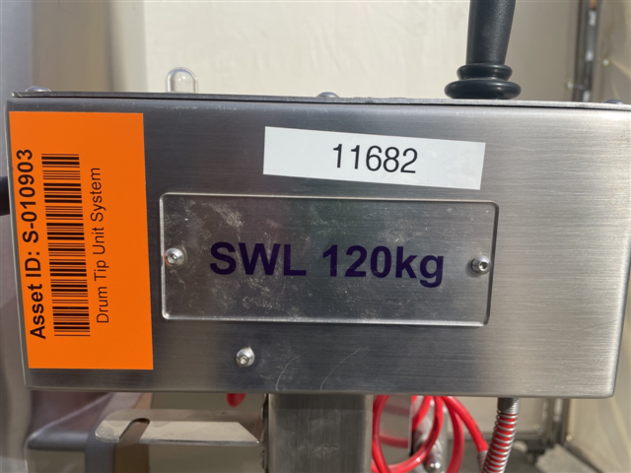 Asset ID: S-010903
Drum Tip Unit System
11682
SWL 120kg